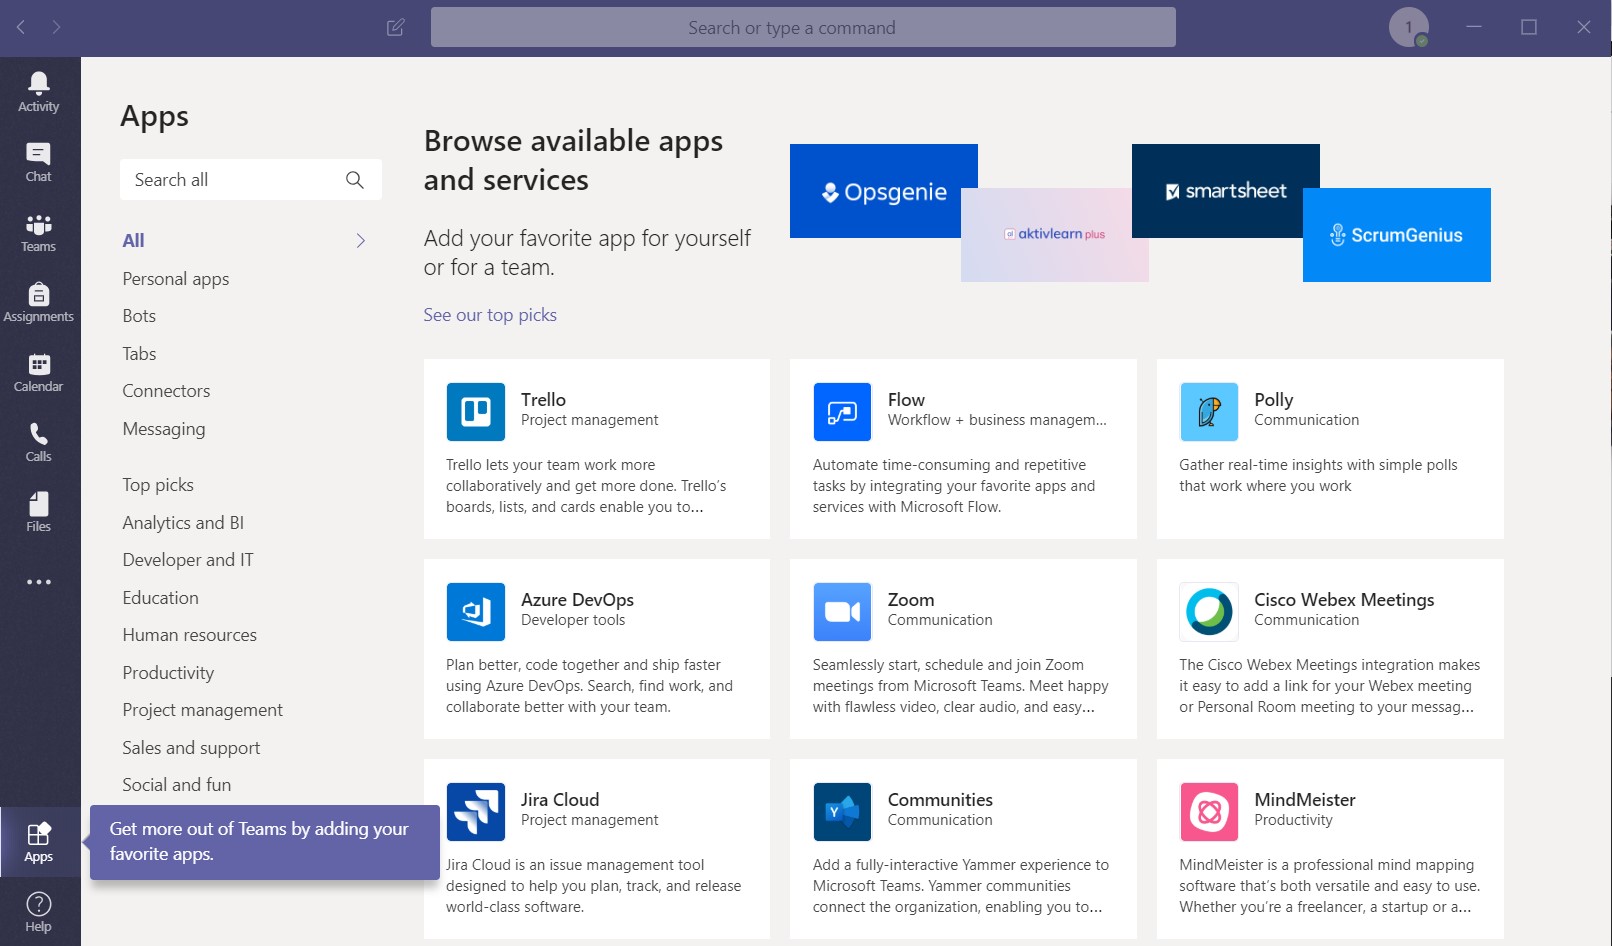 Search or type a command
1
Activity
Chat
Teams
Assignments
Calendar
Calls
Files
Apps
Help
Apps
Search all
All
Personal apps
Bots
Tabs
Connectors
Messaging
Top picks
Analytics and BI
Developer and IT
Education
Human resources
Productivity
Project management
Sales and support
Social and fun
Get more out of Teams by adding your
favorite apps.
Browse available apps
and services
Add your favorite app for yourself
or for a team.
See our top picks
Opsgenie
al aktivlearn plus
smartsheet
ScrumGenius
Trello
Project management
Trello lets your team work more
collaboratively and get more done. Trello’s
boards, lists, and cards enable you to...
Flow
Workflow + business managem...
Automate time-consuming and repetitive
tasks by integrating your favorite apps and
services with Microsoft Flow.
Polly
Communication
Gather real-time insights with simple polls
that work where you work
Azure DevOps
Developer tools
Plan better, code together and ship faster
using Azure DevOps. Search, find work, and
collaborate better with your team.
Zoom
Communication
Seamlessly start, schedule and join Zoom
meetings from Microsoft Teams. Meet happy
with flawless video, clear audio, and easy...
Cisco Webex Meetings
Communication
The Cisco Webex Meetings integration makes
it easy to add a link for your Webex meeting
or Personal Room meeting to your messag...
Jira Cloud
Project management
Jira Cloud is an issue management tool
designed to help you plan, track, and release
world-class software.
Y
Communities
Communication
Add a fully-interactive Yammer experience to
Microsoft Teams. Yammer communities
connect the organization, enabling you to...
MindMeister
Productivity
MindMeister is a professional mind mapping
software that’s both versatile and easy to use.
Whether you’re a freelancer, a startup or a...